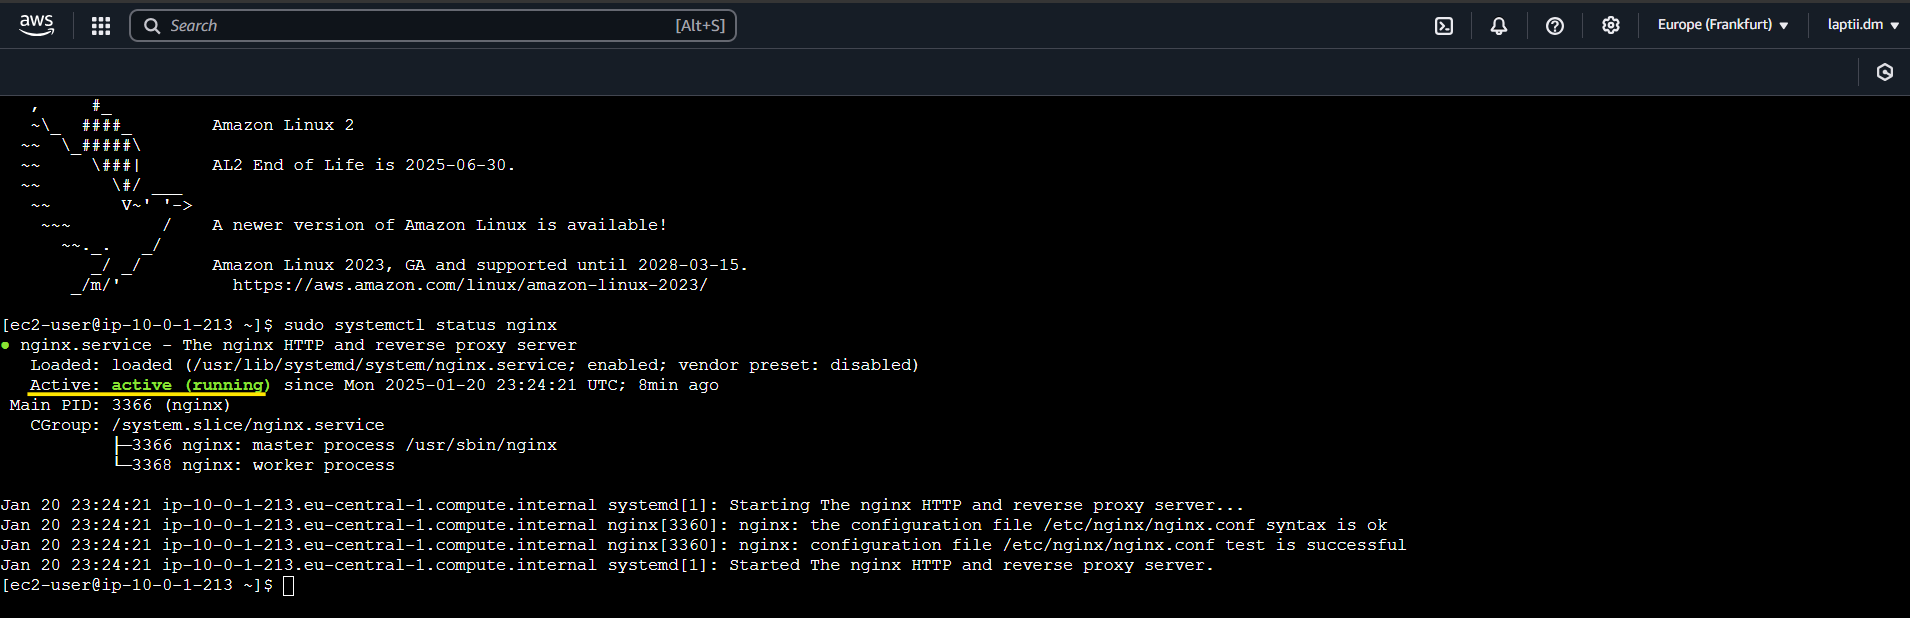 aws
Search [Alt+S]
Europe (Frankfurt) ▼
laptii.dm ▼
   ,     #_
   ~\_  ####_        Amazon Linux 2
  ~~  \_#####\
  ~~     \###|       AL2 End of Life is 2025-06-30.
  ~~       \#/ ___
   ~~       V~' '->
    ~~~         /    A newer version of Amazon Linux is available!
      ~~._.   _/
         _/ _/       Amazon Linux 2023, GA and supported until 2028-03-15.
       _/m/'           https://aws.amazon.com/linux/amazon-linux-2023/
[ec2-user@ip-10-0-1-213 ~]$ sudo systemctl status nginx
● nginx.service - The nginx HTTP and reverse proxy server
   Loaded: loaded (/usr/lib/systemd/system/nginx.service; enabled; vendor preset: disabled)
   Active: active (running) since Mon 2025-01-20 23:24:21 UTC; 8min ago
 Main PID: 3366 (nginx)
   CGroup: /system.slice/nginx.service
           ├─3366 nginx: master process /usr/sbin/nginx
           └─3368 nginx: worker process
Jan 20 23:24:21 ip-10-0-1-213.eu-central-1.compute.internal systemd[1]: Starting The nginx HTTP and reverse proxy server...
Jan 20 23:24:21 ip-10-0-1-213.eu-central-1.compute.internal nginx[3360]: nginx: the configuration file /etc/nginx/nginx.conf syntax is ok
Jan 20 23:24:21 ip-10-0-1-213.eu-central-1.compute.internal nginx[3360]: nginx: configuration file /etc/nginx/nginx.conf test is successful
Jan 20 23:24:21 ip-10-0-1-213.eu-central-1.compute.internal systemd[1]: Started The nginx HTTP and reverse proxy server.
[ec2-user@ip-10-0-1-213 ~]$